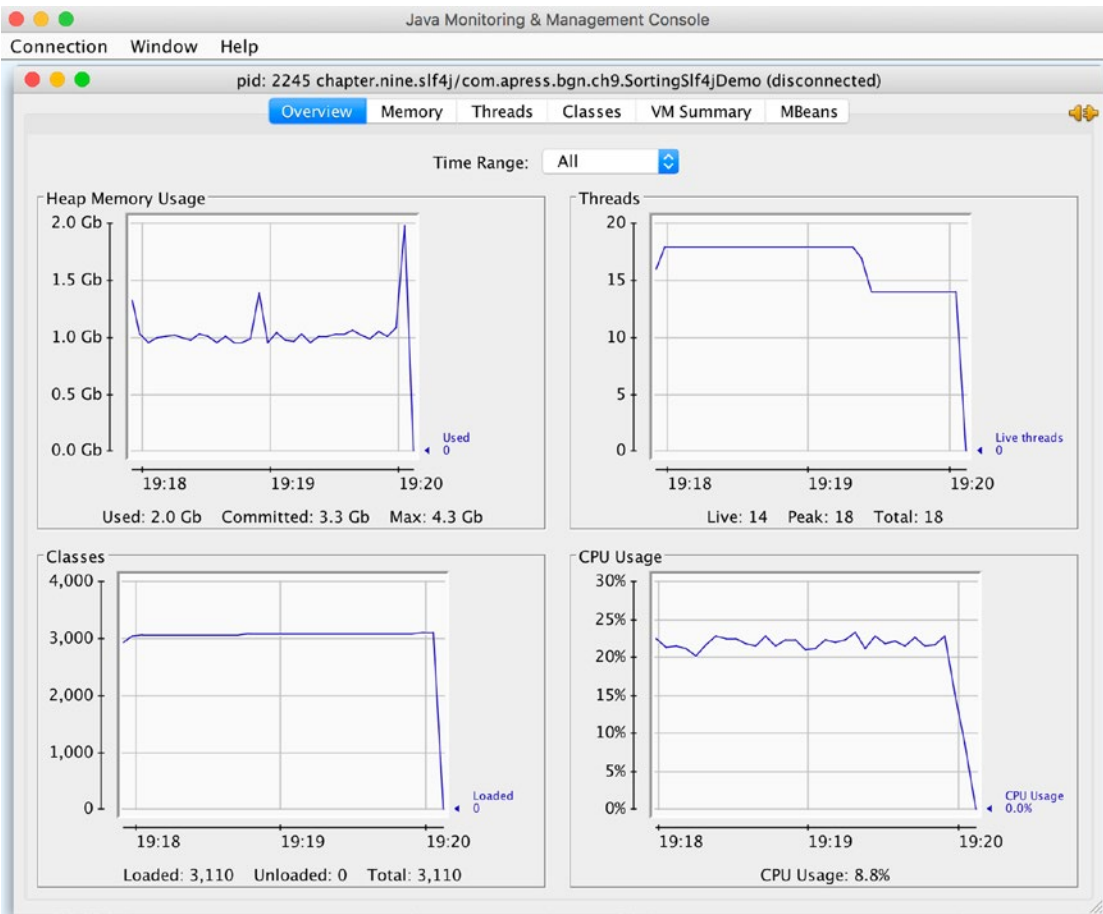 Java Monitoring & Management Console
Connection Window Help
pid: 2245 chapter.nine.slf4j/com.apress.bgn.ch9.SortingSlf4jDemo (disconnected)
Overview Memory Threads Classes VM Summary MBeans
Time Range: All
Heap Memory Usage
2.0 Gb
1.5 Gb
1.0 Gb
0.5 Gb
0.0 Gb
Used
0
19:18 19:19 19:20
Used: 2.0 Gb Committed: 3.3 Gb Max: 4.3 Gb
Threads
20
15
10
5
0
Live threads
0
19:18 19:19 19:20
Live: 14 Peak: 18 Total: 18
Classes
4,000
3,000
2,000
1,000
0
Loaded
0
19:18 19:19 19:20
Loaded: 3,110 Unloaded: 0 Total: 3,110
CPU Usage
30%
25%
20%
15%
10%
5%
0%
CPU Usage
0.0%
19:18 19:19 19:20
CPU Usage: 8.8%